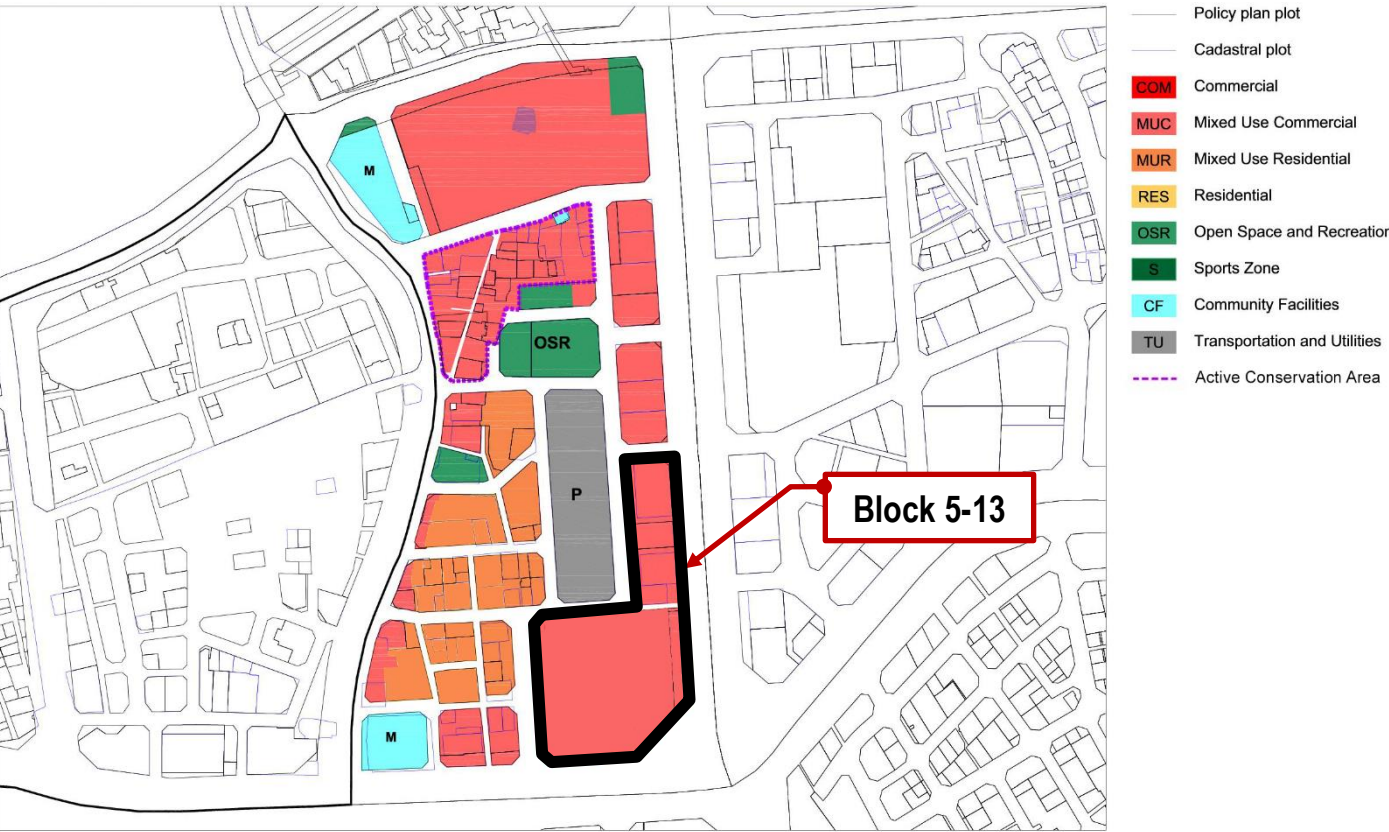 Policy plan plot
Cadastral plot
COM Commercial
MUC Mixed Use Commercial
MUR Mixed Use Residential
RES Residential
OSR Open Space and Recreation
S Sports Zone
CF Community Facilities
TU Transportation and Utilities
Active Conservation Area
M
OSR
P
Block 5-13
M